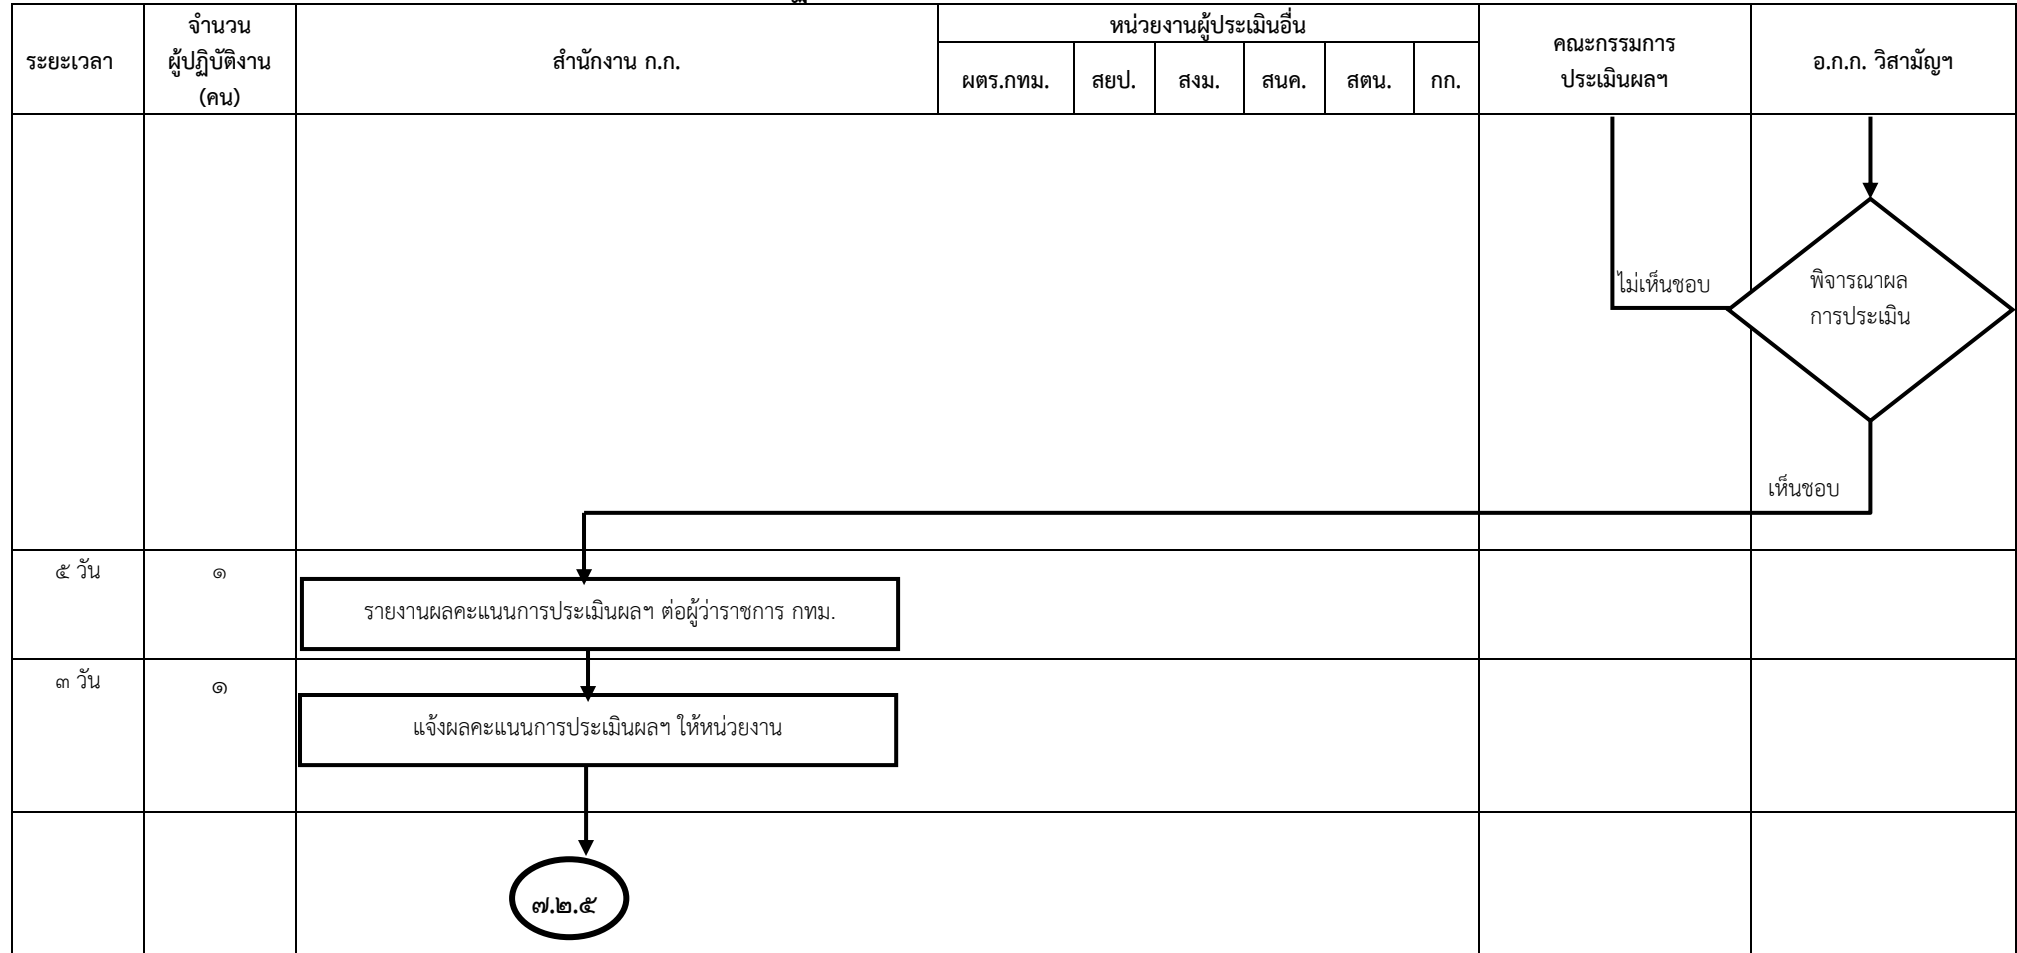 ระยะเวลา
จำนวน
ผู้ปฏิบัติงาน
(คน)
สำนักงาน ก.ก.
หน่วยงานผู้ประเมินอื่น
ผตร.กทม.
สยป.
สงม.
สนค.
สตน.
กก.
คณะกรรมการ
ประเมินผลฯ
อ.ก.ก. วิสามัญฯ
ไม่เห็นชอบ
พิจารณาผล
การประเมิน
เห็นชอบ
๕ วัน
๑
รายงานผลคะแนนการประเมินผลฯ ต่อผู้ว่าราชการ กทม.
๓ วัน
๑
แจ้งผลคะแนนการประเมินผลฯ ให้หน่วยงาน
๗.๒.๕